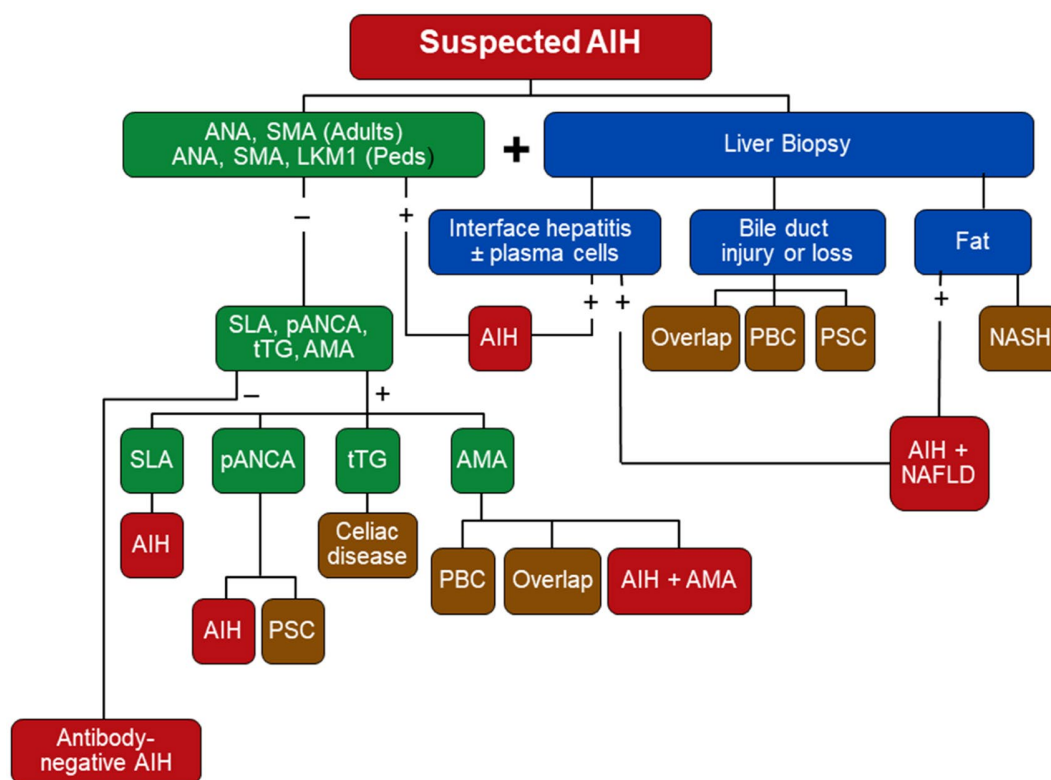 Suspected AIH
ANA, SMA (Adults)
ANA, SMA, LKM1 (Peds)
+
Liver Biopsy
–
+
Interface hepatitis
± plasma cells
Bile duct
injury or loss
Fat
+
+
+
SLA, pANCA,
tTG, AMA
AIH
Overlap
PBC
PSC
NASH
–
+
SLA
pANCA
tTG
AMA
AIH +
NAFLD
AIH
Celiac
disease
PBC
Overlap
AIH + AMA
AIH
PSC
Antibody-
negative AIH